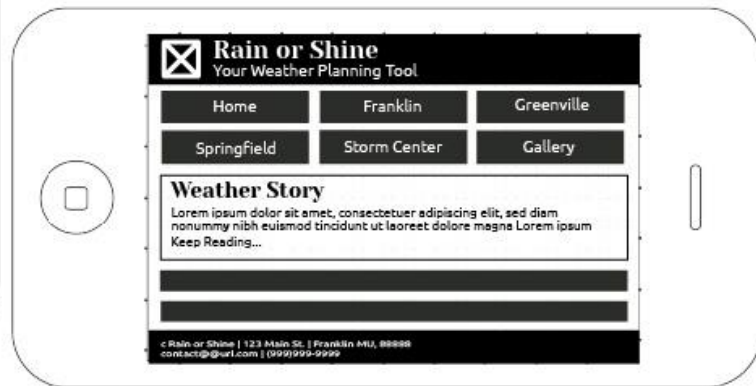 Rain or Shine
Your Weather Planning Tool
Home Franklin Greenville
Springfield Storm Center Gallery
Weather Story
Lorem ipsum dolor sit amet, consectetuer adipiscing elit, sed diam
nonummy nibh euismod tincidunt ut laoreet dolore magna Lorem ipsum
Keep Reading...
c Rain or Shine | 123 Main St. | Franklin MU, 88888
contact@@url.com | (999)999-9999